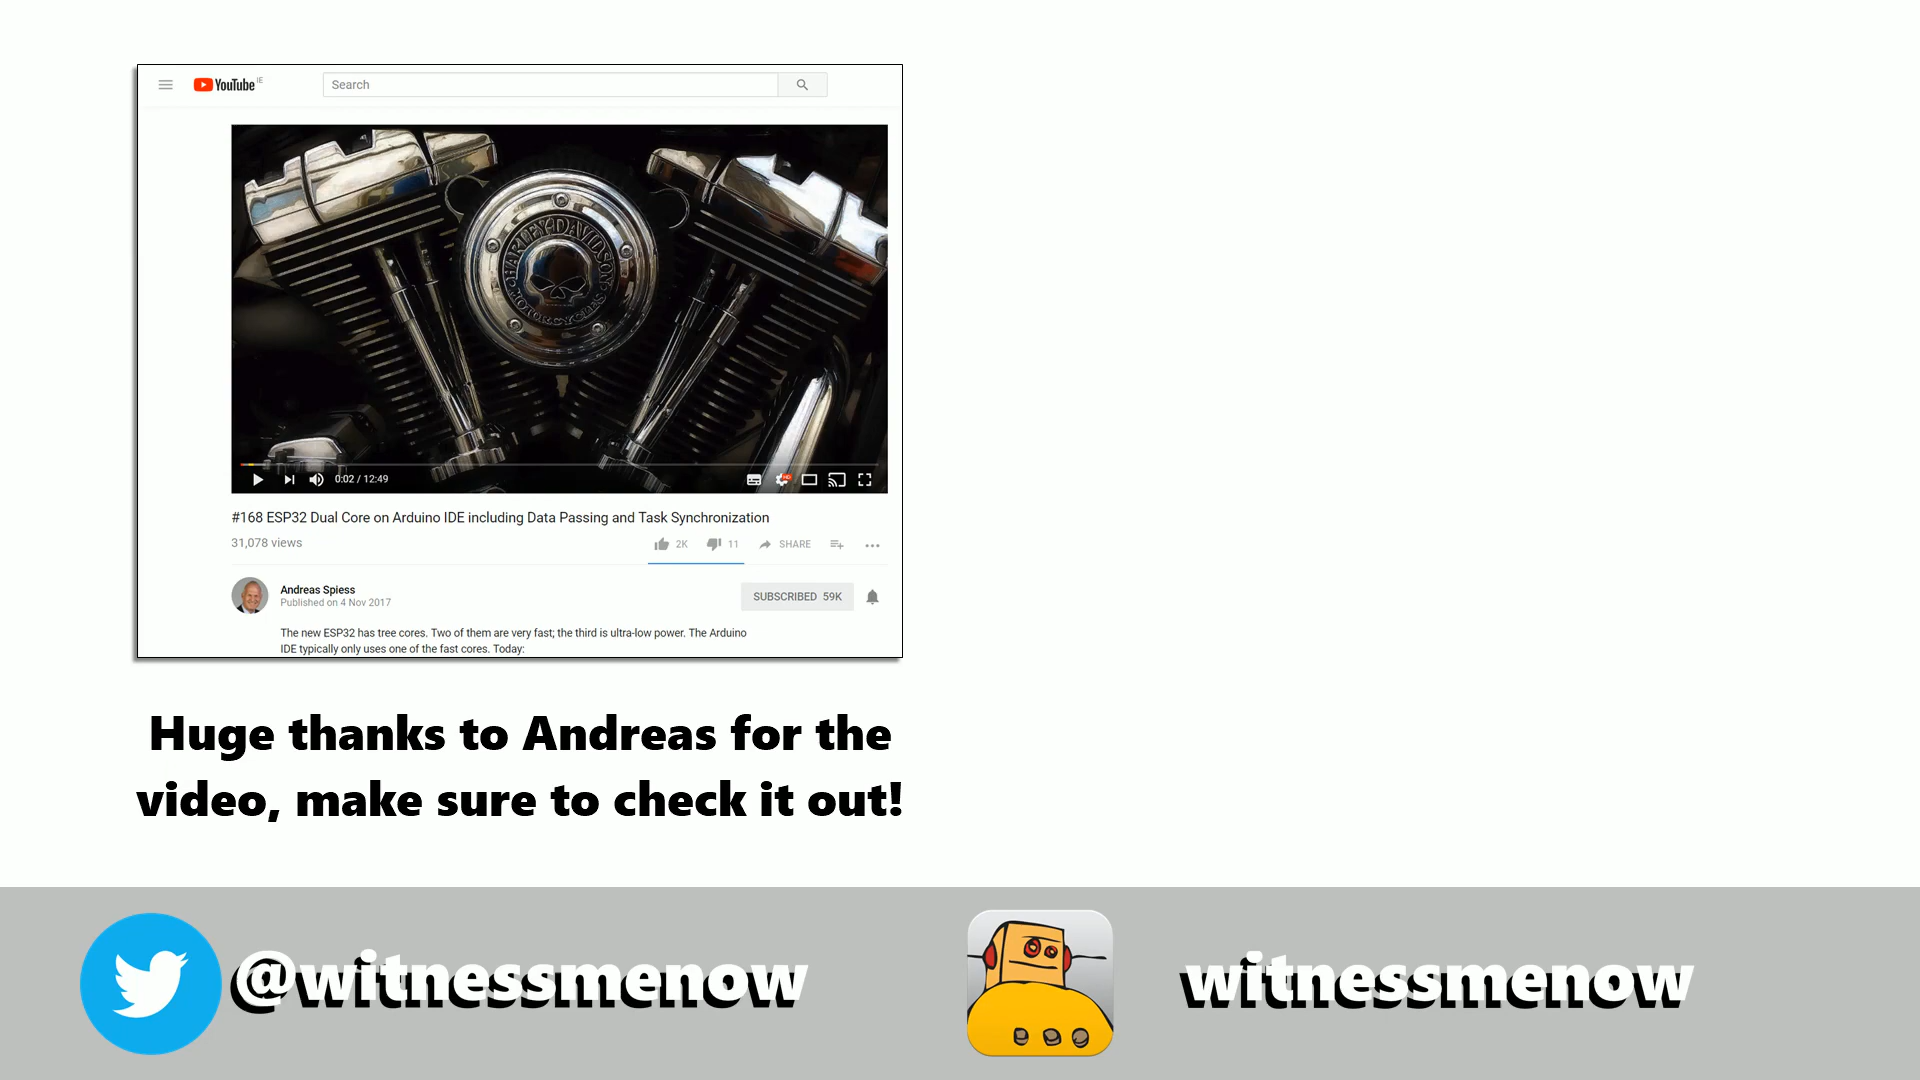 YouTube IE
Search
HARLEY-DAVIDSON
MOTORCYCLES
0:02 / 12:49
HD
#168 ESP32 Dual Core on Arduino IDE including Data Passing and Task Synchronization
31,078 views
2K 11 SHARE
Andreas Spiess
Published on 4 Nov 2017
SUBSCRIBED 59K
The new ESP32 has tree cores. Two of them are very fast; the third is ultra-low power. The Arduino
IDE typically only uses one of the fast cores. Today:
Huge thanks to Andreas for the
video, make sure to check it out!
@witnessmenow
witnessmenow